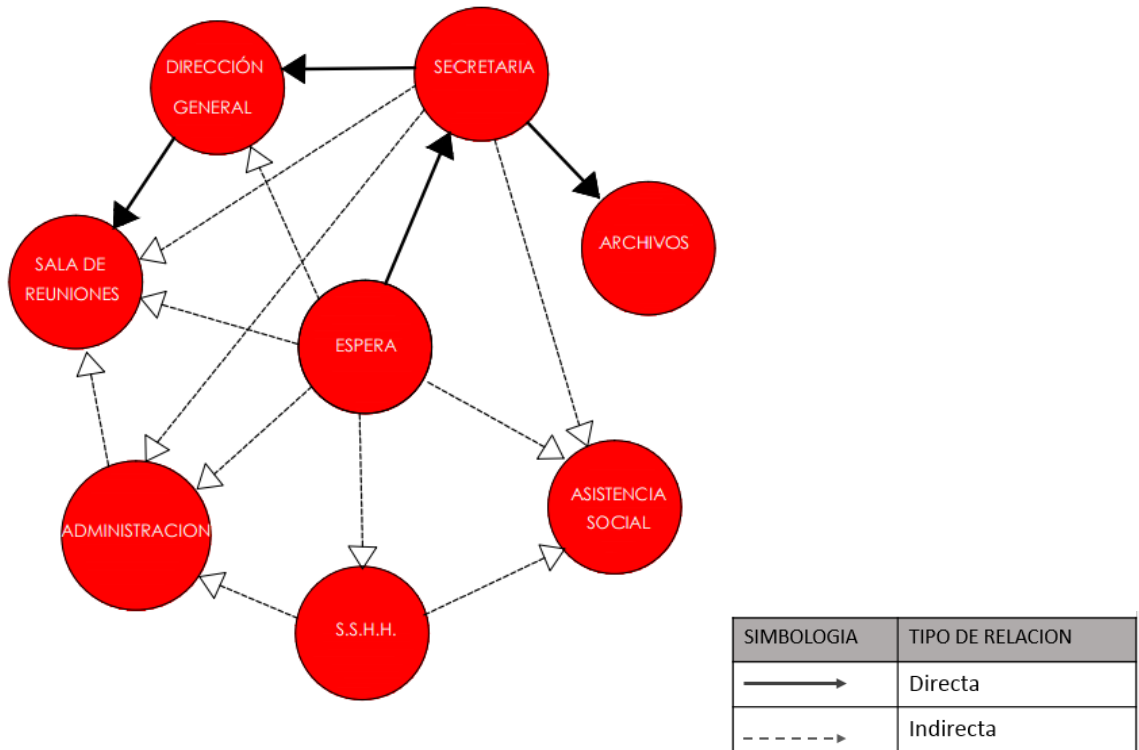 DIRECCIÓN
GENERAL
SECRETARIA
ARCHIVOS
SALA DE
REUNIONES
ESPERA
ASISTENCIA
SOCIAL
ADMINISTRACION
S.S.H.H.
SIMBOLOGIA TIPO DE RELACION
Directa
Indirecta